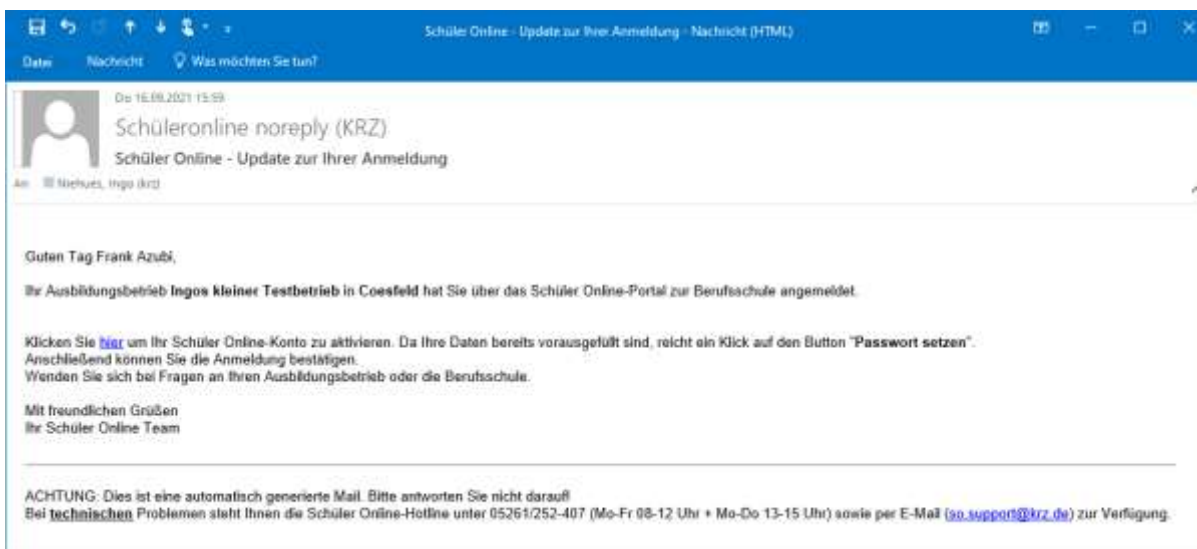 Schüler Online - Update zur Ihrer Anmeldung - Nachricht (HTML)
Datei Nachricht Was möchten Sie tun?
Do 16.09.2021 15:59
Schüleronline noreply (KRZ)
Schüler Online - Update zur Ihrer Anmeldung
An Niehues, Ingo (krz)
Guten Tag Frank Azubi,
Ihr Ausbildungsbetrieb Ingos kleiner Testbetrieb in Coesfeld hat Sie über das Schüler Online-Portal zur Berufsschule angemeldet.
Klicken Sie hier um Ihr Schüler Online-Konto zu aktivieren. Da Ihre Daten bereits vorausgefüllt sind, reicht ein Klick auf den Button "Passwort setzen".
Anschließend können Sie die Anmeldung bestätigen.
Wenden Sie sich bei Fragen an Ihren Ausbildungsbetrieb oder die Berufsschule.
Mit freundlichen Grüßen
Ihr Schüler Online Team
ACHTUNG: Dies ist eine automatisch generierte Mail. Bitte antworten Sie nicht darauf!
Bei technischen Problemen steht Ihnen die Schüler Online-Hotline unter 05261/252-407 (Mo-Fr 08-12 Uhr + Mo-Do 13-15 Uhr) sowie per E-Mail (so.support@krz.de) zur Verfügung.